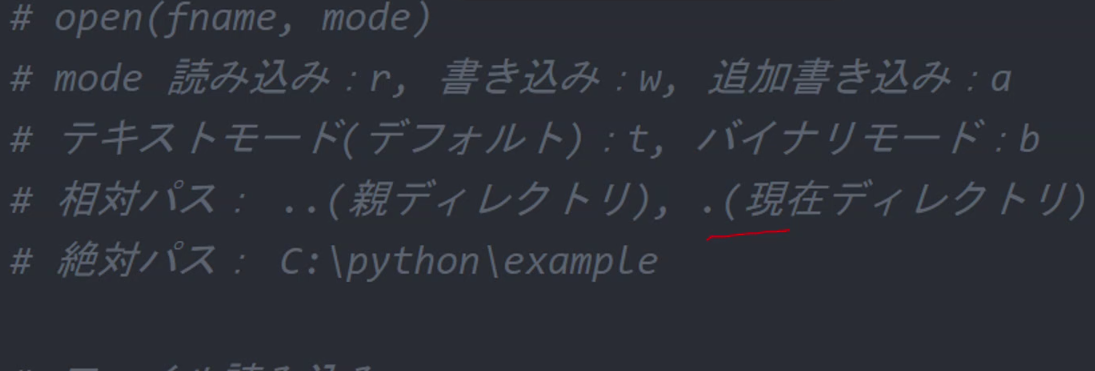 # open(fname, mode)
# mode 読み込み：r, 書き込み：w, 追加書き込み：a
# テキストモード(デフォルト)：t, バイナリモード：b
# 相対パス： ..(親ディレクトリ), .(現在ディレクトリ)
# 絶対パス： C:\python\example